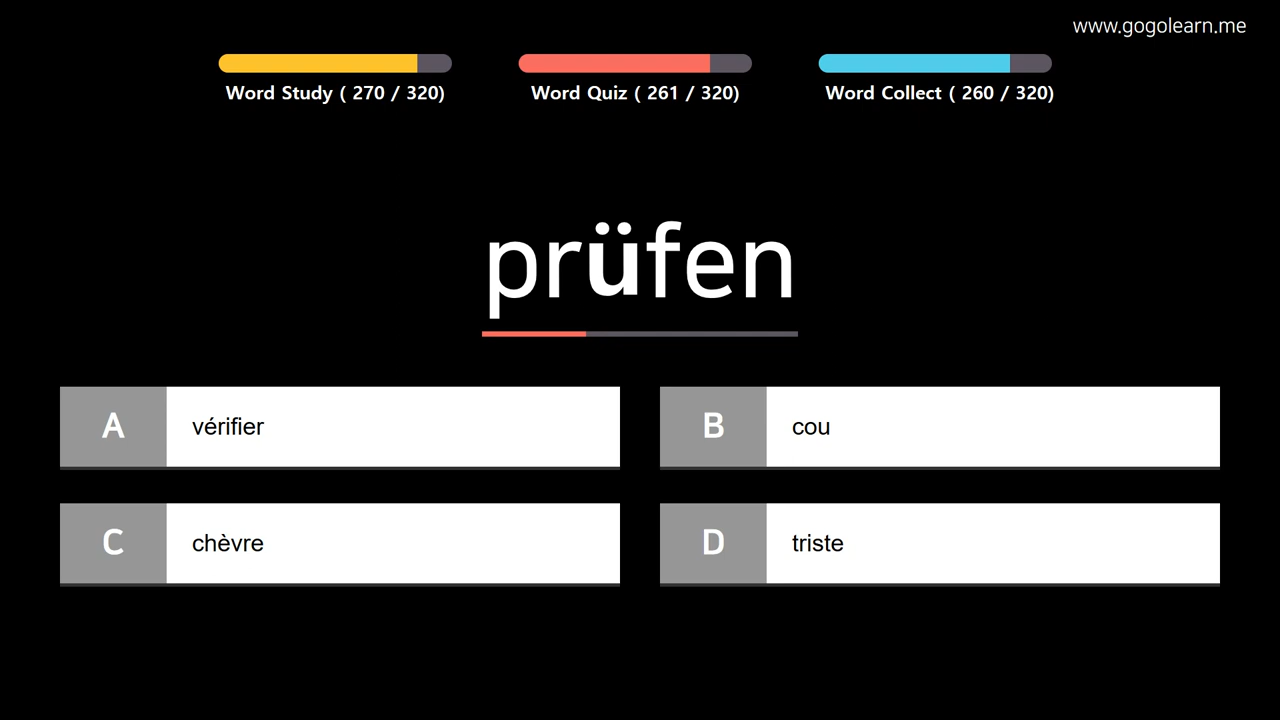 www.gogolearn.me
Word Study ( 270 / 320)
Word Quiz ( 261 / 320)
Word Collect ( 260 / 320)
prüfen
A vérifier
B cou
C chèvre
D triste